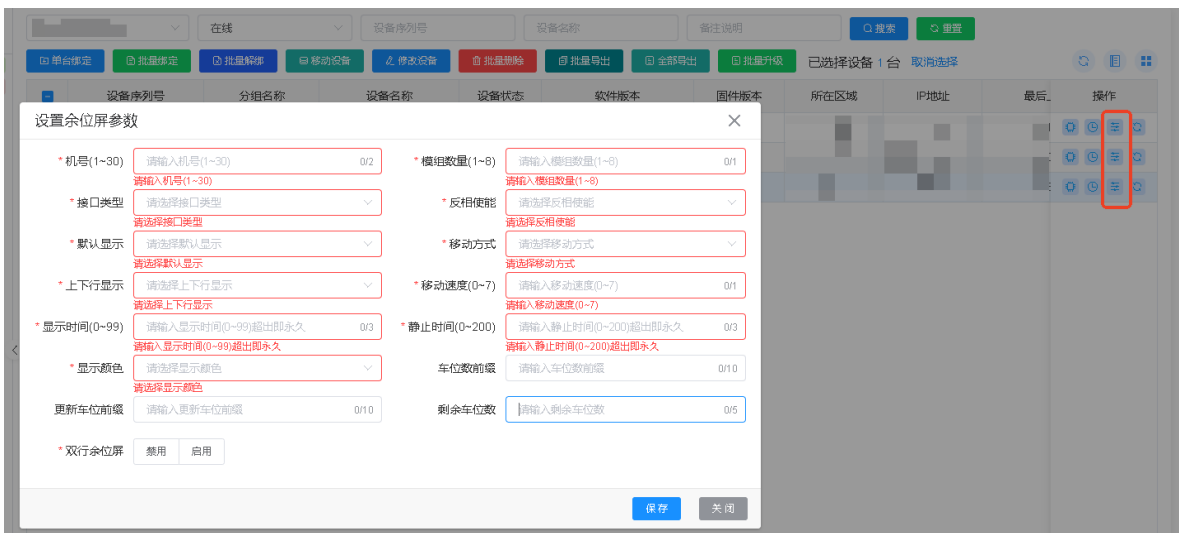 在线 设备序列号 设备名称 备注说明 搜索 重置
单台绑定 批量绑定 批量解绑 移动设备 修改设备 批量删除 批量导出 全部导出 批量升级 已选择设备 1 台 取消选择
设备序列号 分组名称 设备名称 设备状态 软件版本 固件版本 所在区域 IP地址 最后_ 操作
设置余位屏参数
* 机号(1~30) 请输入机号(1~30) 0/2 * 模组数量(1~8) 请输入模组数量(1~8) 0/1
请输入机号(1~30) 请输入模组数量(1~8)
* 接口类型 请选择接口类型 * 反相使能 请选择反相使能
请选择接口类型 请选择反相使能
* 默认显示 请选择默认显示 * 移动方式 请选择移动方式
请选择默认显示 请选择移动方式
* 上下行显示 请选择上下行显示 * 移动速度(0~7) 请输入移动速度(0~7) 0/1
请选择上下行显示 请输入移动速度(0~7)
* 显示时间(0~99) 请输入显示时间(0~99)超出即永久 0/3 * 静止时间(0~200) 请输入静止时间(0~200)超出即永久 0/3
请输入显示时间(0~99)超出即永久 请输入静止时间(0~200)超出即永久
* 显示颜色 请选择显示颜色 车位数前缀 请输入车位数前缀 0/10
请选择显示颜色
更新车位前缀 请输入更新车位前缀 0/10 剩余车位数 请输入剩余车位数 0/5
* 双行余位屏 禁用 启用
保存 关闭